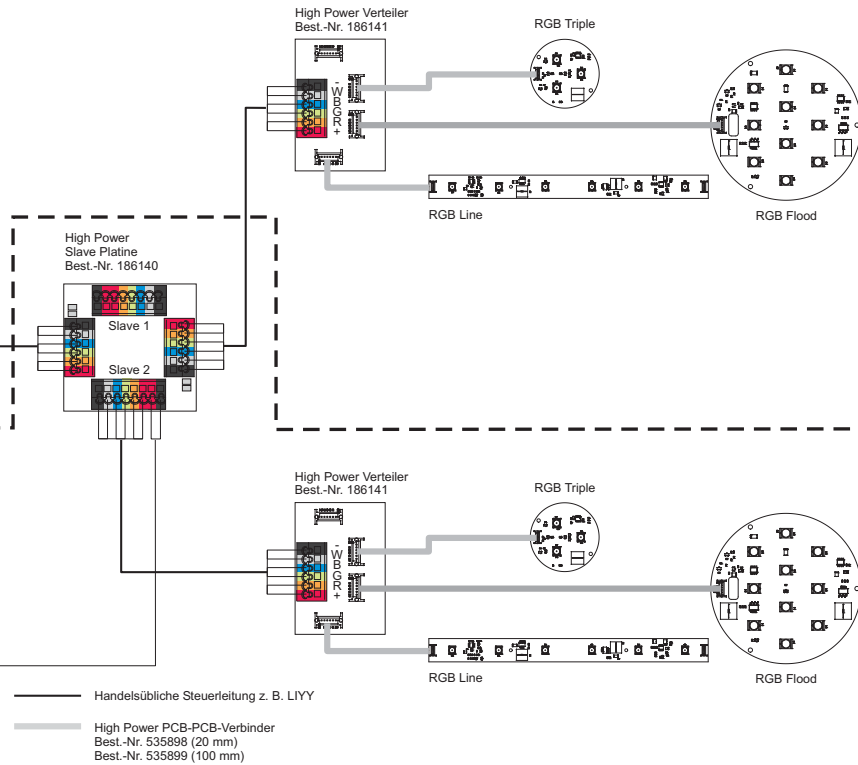 High Power Verteiler
Best.-Nr. 186141
RGB Triple
-
W
B
G
R
+
RGB Line
RGB Flood
High Power
Slave Platine
Best.-Nr. 186140
Slave 1
Slave 2
High Power Verteiler
Best.-Nr. 186141
RGB Triple
-
W
B
G
R
+
RGB Line
RGB Flood
Handelsübliche Steuerleitung z. B. LIYY
High Power PCB-PCB-Verbinder
Best.-Nr. 535898 (20 mm)
Best.-Nr. 535899 (100 mm)